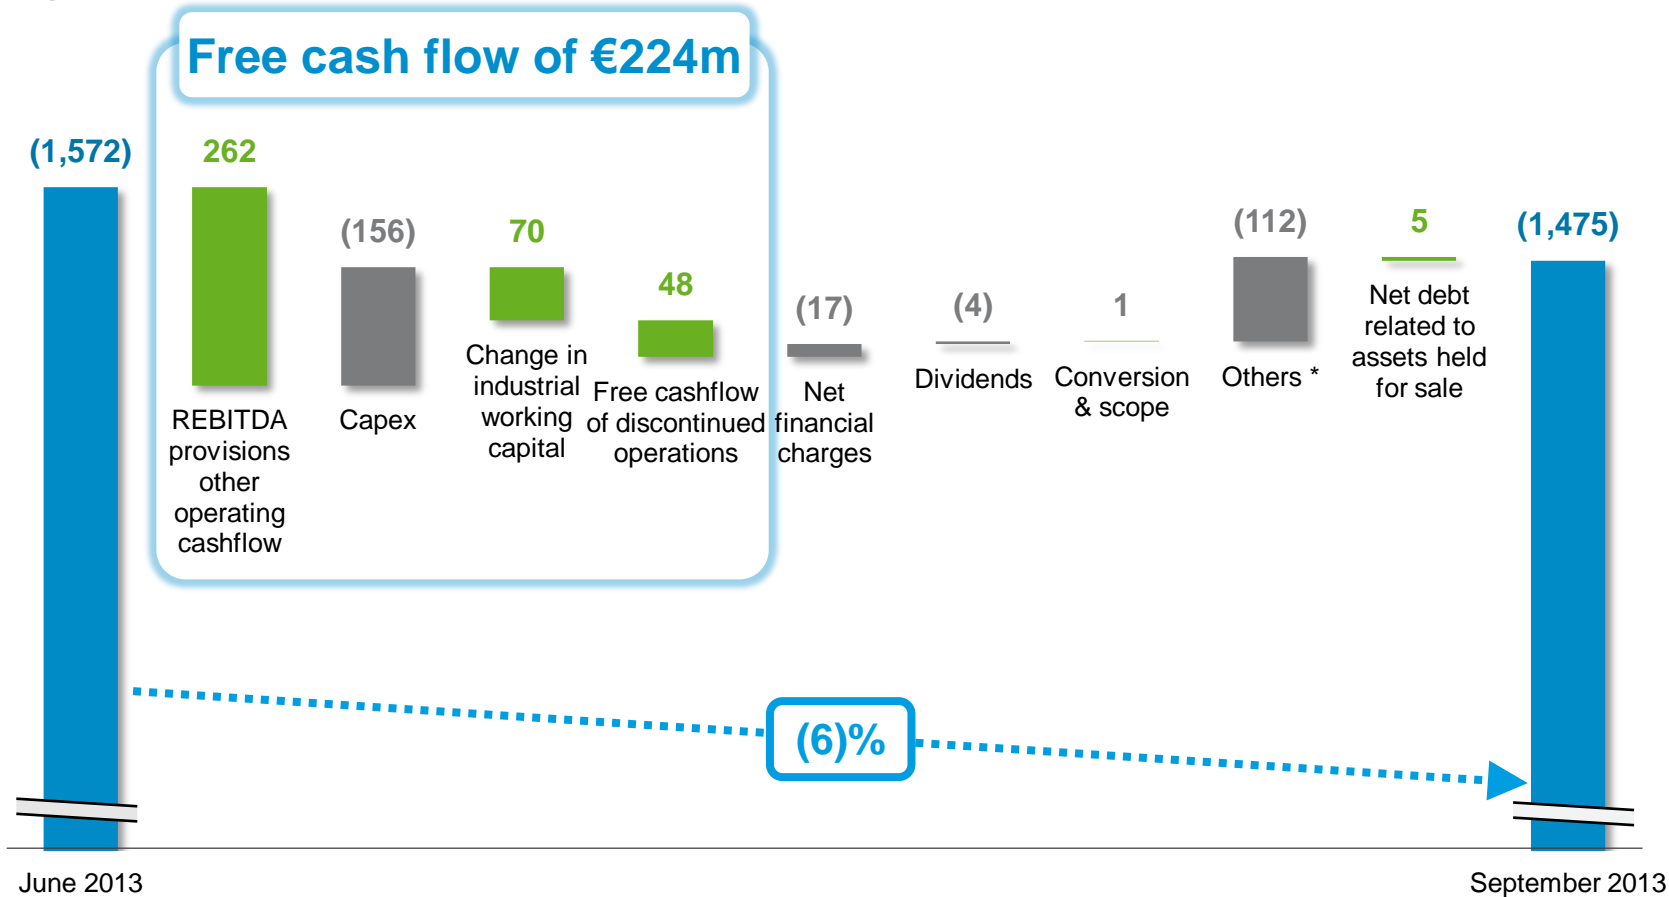 Free cash flow of €224m
(1,572)
262
(156)
70
48
(17)
(4)
1
(112)
5
(1,475)
REBITDA
provisions
other
operating
cashflow
Capex
Change in
industrial
working
capital
Free cashflow
of discontinued
operations
Net
financial
charges
Dividends
Conversion
& scope
Others *
Net debt
related to
assets held
for sale
(6)%
June 2013
September 2013